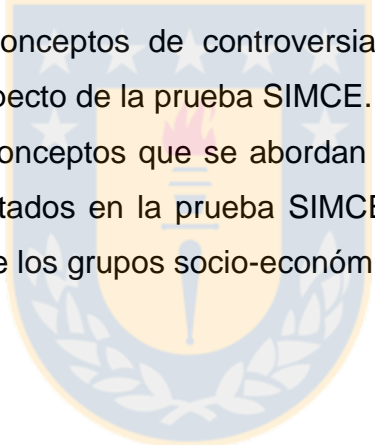 onceptos de controversia
pecto de la prueba SIMCE.
onceptos que se abordan
tados en la prueba SIMCE
e los grupos socio-económi